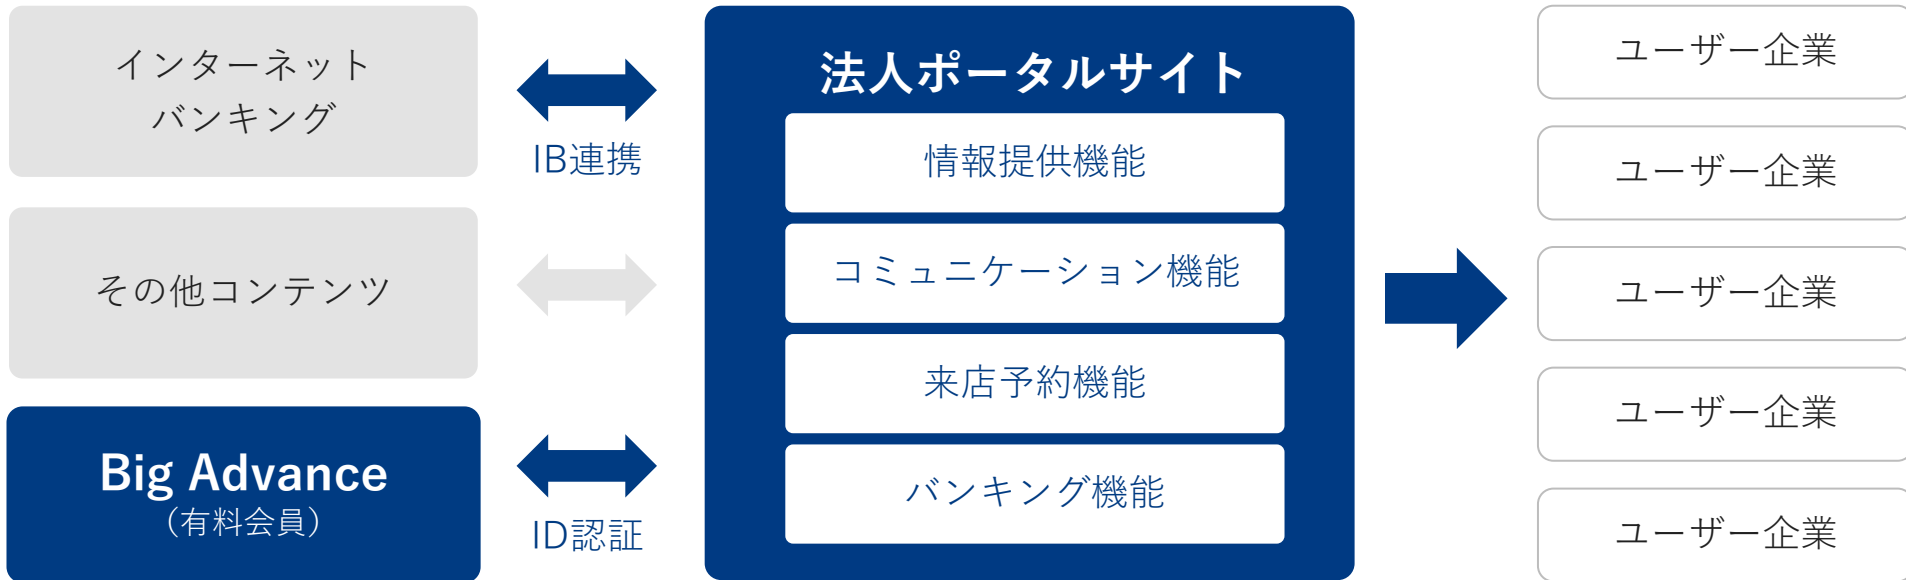 インターネット
バンキング
IB連携
その他コンテンツ
Big Advance
（有料会員）
ID認証
法人ポータルサイト
情報提供機能
コミュニケーション機能
来店予約機能
バンキング機能
ユーザー企業
ユーザー企業
ユーザー企業
ユーザー企業
ユーザー企業